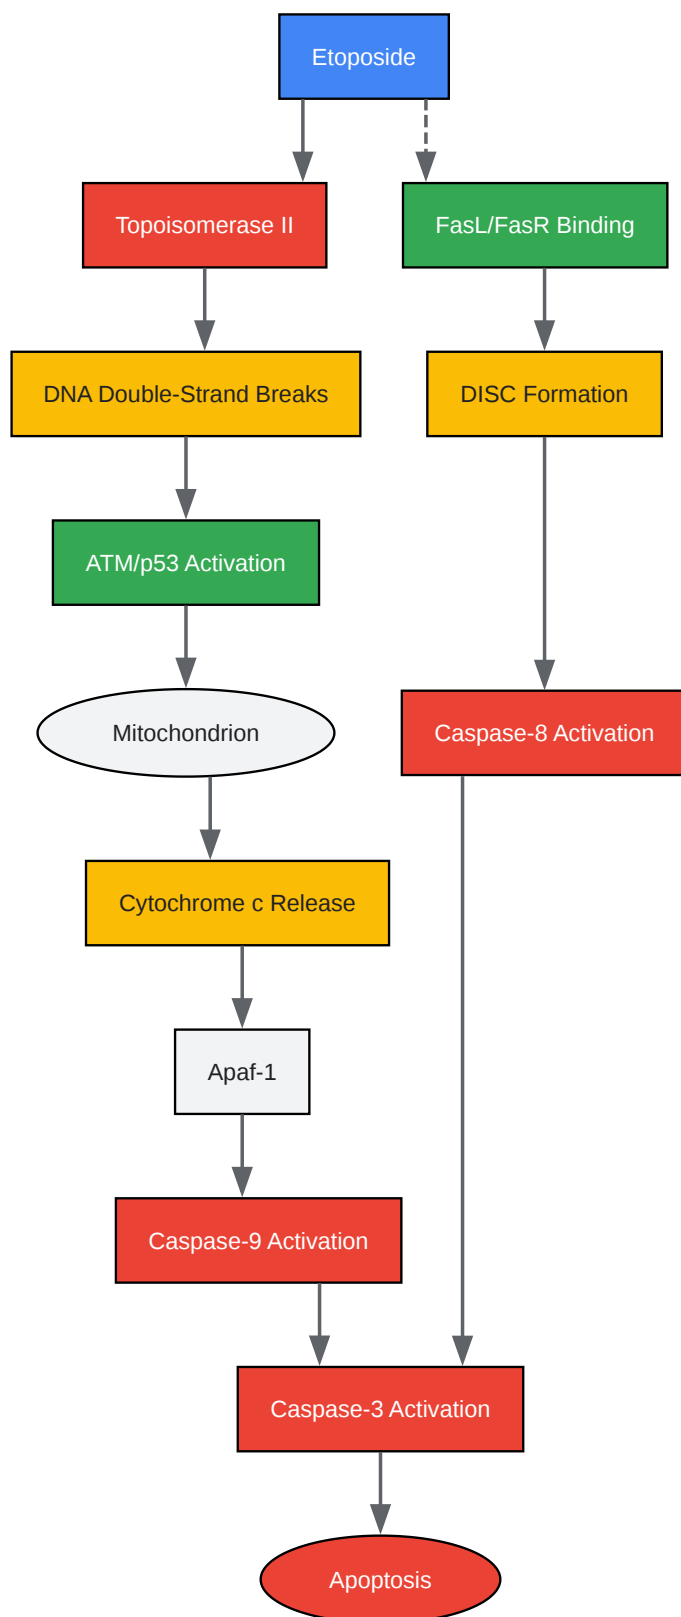 Etoposide
Topoisomerase II
FasL/FasR Binding
DNA Double-Strand Breaks
DISC Formation
ATM/p53 Activation
Mitochondrion
Caspase-8 Activation
Cytochrome c Release
Apaf-1
Caspase-9 Activation
Caspase-3 Activation
Apoptosis